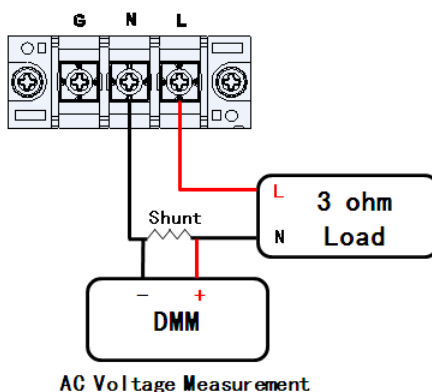 G N L
L 3 ohm
Shunt N Load
- +
DMM
AC Voltage Measurement